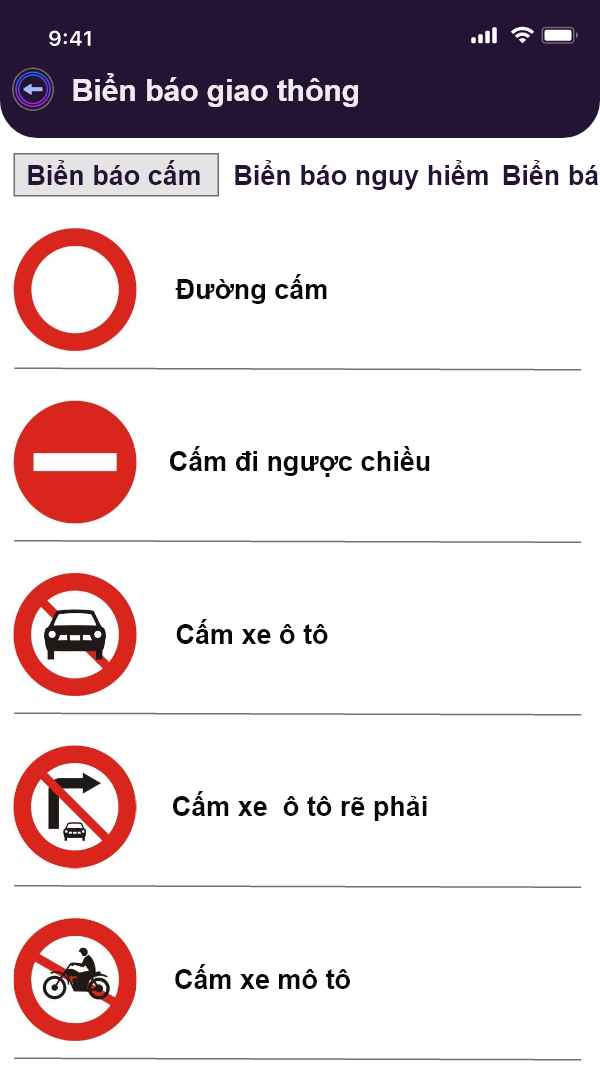 9:41
Biển báo giao thông
Biển báo cấm Biển báo nguy hiểm Biển bá
Đường cấm
Cấm đi ngược chiều
Cấm xe ô tô
Cấm xe ô tô rẽ phải
Cấm xe mô tô